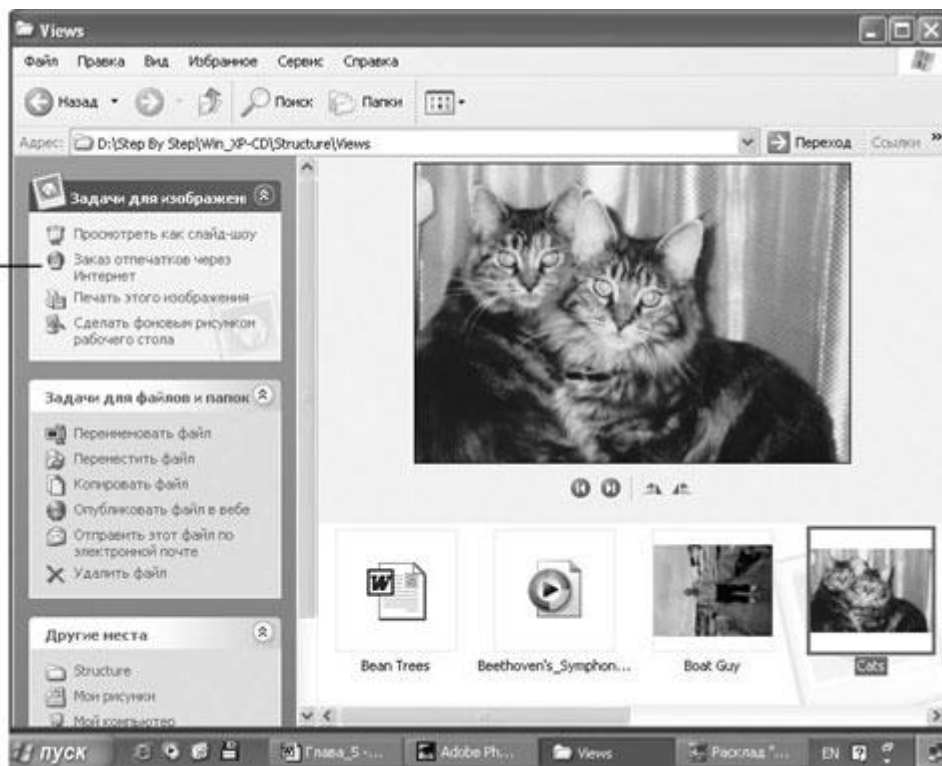 Views
Файл Правка Вид Избранное Сервис Справка
Назад Поиск Папки
Адрес: D:\Step By Step\Win_XP-CD\Structure\Views Переход Ссылки »
Задачи для изображен
Просмотреть как слайд-шоу
Заказ отпечатков через
Интернет
Печать этого изображения
Сделать фоновым рисунком
рабочего стола
Задачи для файлов и папок
Переименовать файл
Переместить файл
Копировать файл
Опубликовать файл в вебе
Отправить этот файл по
электронной почте
Удалить файл
Другие места
Structure
Мои рисунки
Мой компьютер
Bean Trees Beethoven's_Symphon... Boat Guy Cats
пуск Глава_5 -... Adobe Ph... Views Расклад "... EN